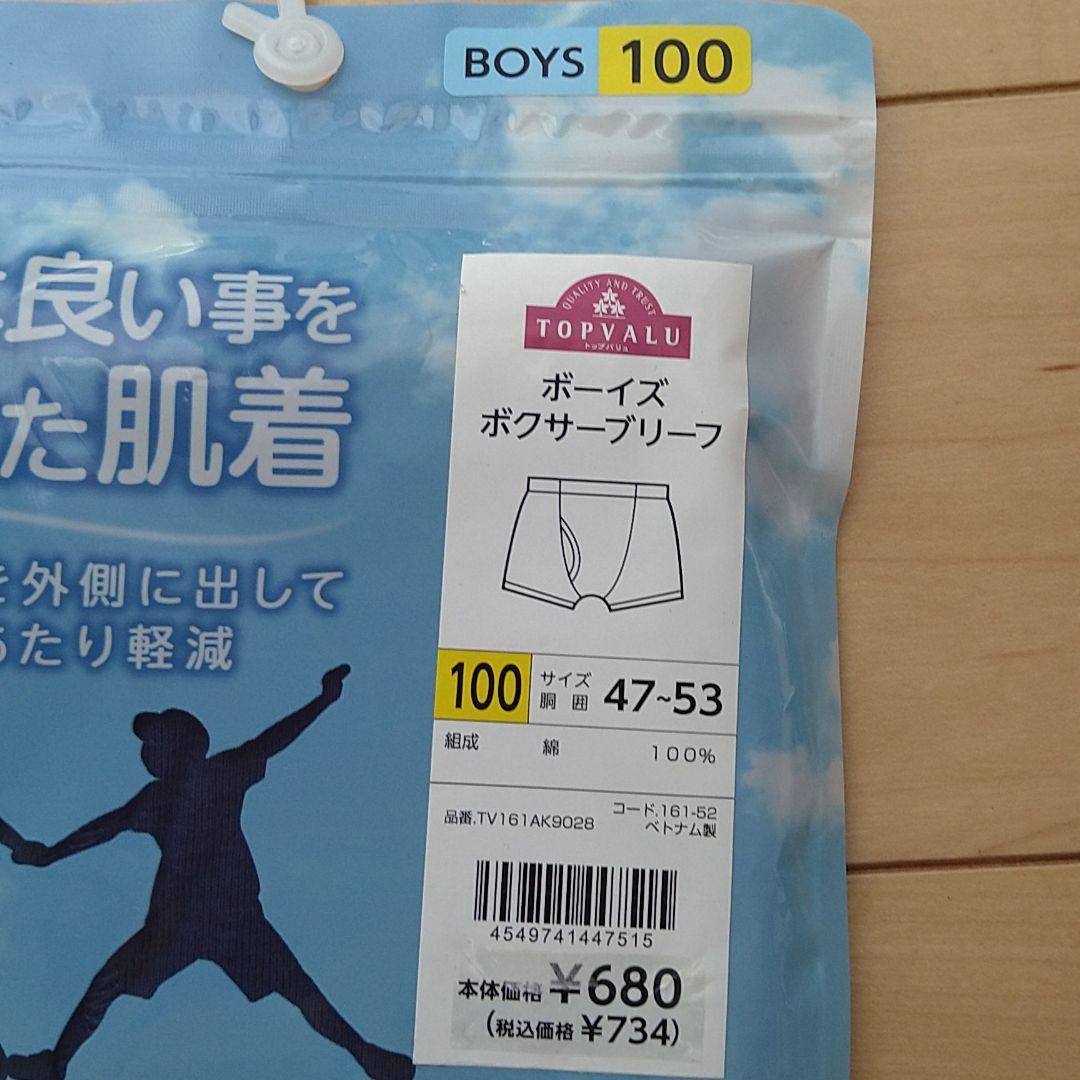 BOYS 100
良い事を
た肌着
を外側に出して
あたり軽減
QUALITY AND TRUST
TOPVALU
トップバリュ
ボーイズ
ボクサーブリーフ
100 サイズ 胴囲 47~53
組成 綿 100%
品番.TV161AK9028
コード.161-52
ベトナム製
4549741447515
本体価格 ¥680
(税込価格 ¥734)